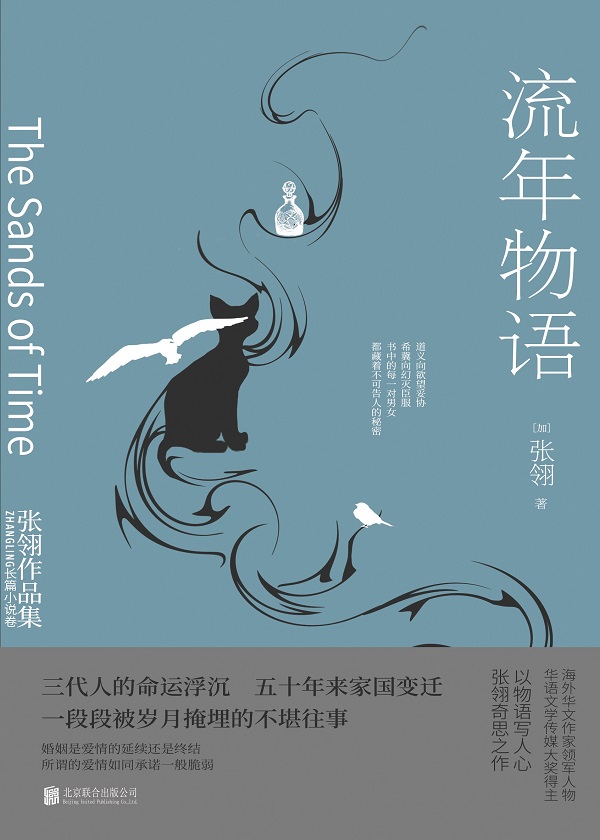 流年物语
[加]
张翎
著
The Sands of Time
道义向欲望妥协
希冀向幻灭臣服
书中的每一对男女
都藏着不可告人的秘密
张翎作品集
ZHANGLING长篇小说卷
三代人的命运浮沉 五十年来家国变迁
一段段被岁月掩埋的不堪往事
婚姻是爱情的延续还是终结
所谓的爱情如同承诺一般脆弱
海外华文作家领军人物
华语文学传媒大奖得主
以物语写人心
张翎奇思之作
北京联合出版公司
Beijing United Publishing Co.,Ltd.